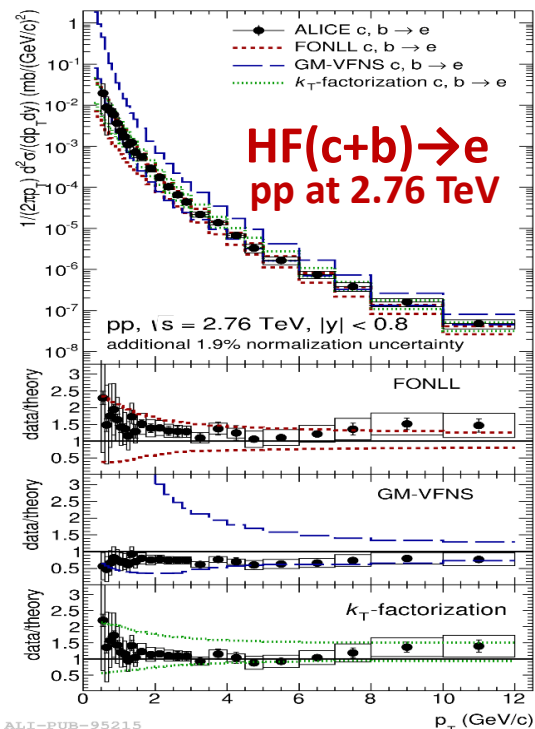 1/(2πp_T) d²σ/(dp_Tdy) (mb/(GeV/c)²)
1
10⁻¹
10⁻²
10⁻³
10⁻⁴
10⁻⁵
10⁻⁶
10⁻⁷
10⁻⁸
ALICE c, b → e
FONLL c, b → e
GM-VFNS c, b → e
k_T-factorization c, b → e
HF(c+b)→e
pp at 2.76 TeV
pp, √s = 2.76 TeV, |y| < 0.8
additional 1.9% normalization uncertainty
data/theory
3
2.5
2
1.5
1
0.5
FONLL
data/theory
3
2.5
2
1.5
1
0.5
GM-VFNS
data/theory
3
2.5
2
1.5
1
0.5
k_T-factorization
0 2 4 6 8 10 12
p_T (GeV/c)
ALI-PUB-95215